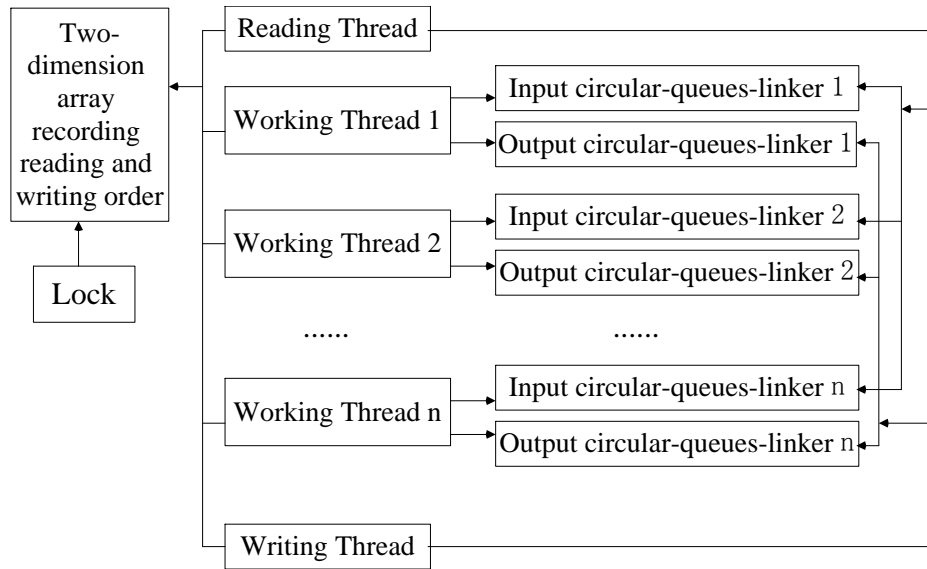 Two-
dimension
array
recording
reading and
writing order
Lock
Reading Thread
Working Thread 1
Input circular-queues-linker 1
Output circular-queues-linker 1
Working Thread 2
Input circular-queues-linker 2
Output circular-queues-linker 2
...... ......
Working Thread n
Input circular-queues-linker n
Output circular-queues-linker n
Writing Thread